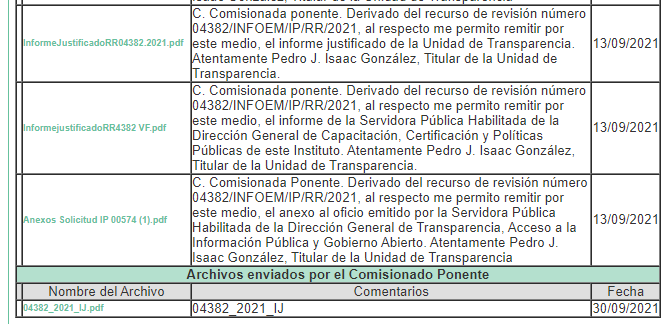 InformeJustificadoRR04382.2021.pdf
C. Comisionada ponente. Derivado del recurso de revisión número
04382/INFOEM/IP/RR/2021, al respecto me permito remitir por
este medio, el informe justificado de la Unidad de Transparencia.
Atentamente Pedro J. Isaac González, Titular de la Unidad de
Transparencia.
13/09/2021
InformejustificadoRR4382 VF.pdf
C. Comisionada ponente. Derivado del recurso de revisión número
04382/INFOEM/IP/RR/2021, al respecto me permito remitir por
este medio, el informe de la Servidora Pública Habilitada de la
Dirección General de Capacitación, Certificación y Políticas
Públicas de este Instituto. Atentamente Pedro J. Isaac González,
Titular de la Unidad de Transparencia.
13/09/2021
Anexos Solicitud IP 00574 (1).pdf
C. Comisionada Ponente. Derivado del recurso de revisión número
04382/INFOEM/IP/RR/2021, al respecto me permito remitir por
este medio, el anexo al oficio emitido por la Servidora Pública
Habilitada de la Dirección General de Transparencia, Acceso a la
Información Pública y Gobierno Abierto. Atentamente Pedro J.
Isaac González, Titular de la Unidad de Transparencia
13/09/2021
Archivos enviados por el Comisionado Ponente
Nombre del Archivo
Comentarios
Fecha
04382_2021_IJ.pdf
04382_2021_IJ
30/09/2021